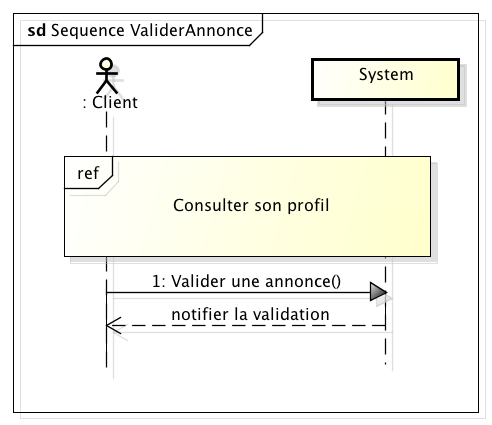 sd Sequence ValiderAnnonce
: Client
System
ref
Consulter son profil
1: Valider une annonce()
notifier la validation